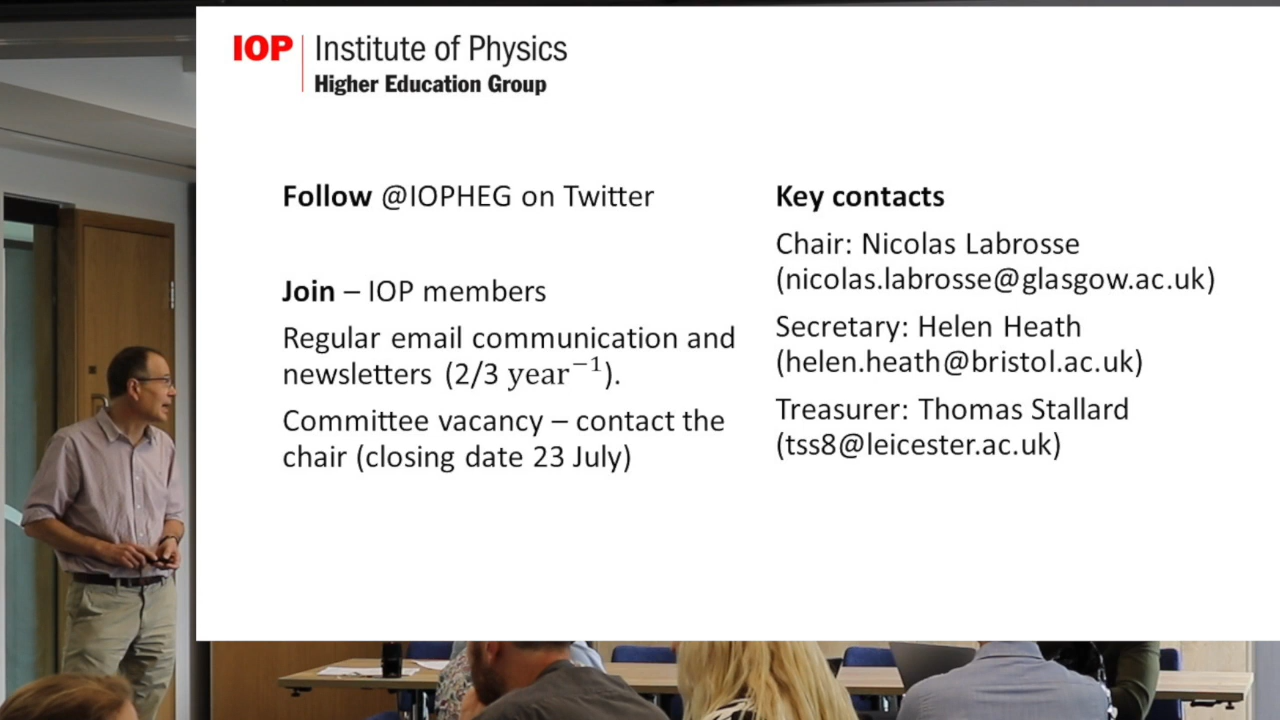 IOP Institute of Physics
Higher Education Group
Follow @IOPHEG on Twitter
Join – IOP members
Regular email communication and
newsletters (2/3 year⁻¹).
Committee vacancy – contact the
chair (closing date 23 July)
Key contacts
Chair: Nicolas Labrosse
(nicolas.labrosse@glasgow.ac.uk)
Secretary: Helen Heath
(helen.heath@bristol.ac.uk)
Treasurer: Thomas Stallard
(tss8@leicester.ac.uk)